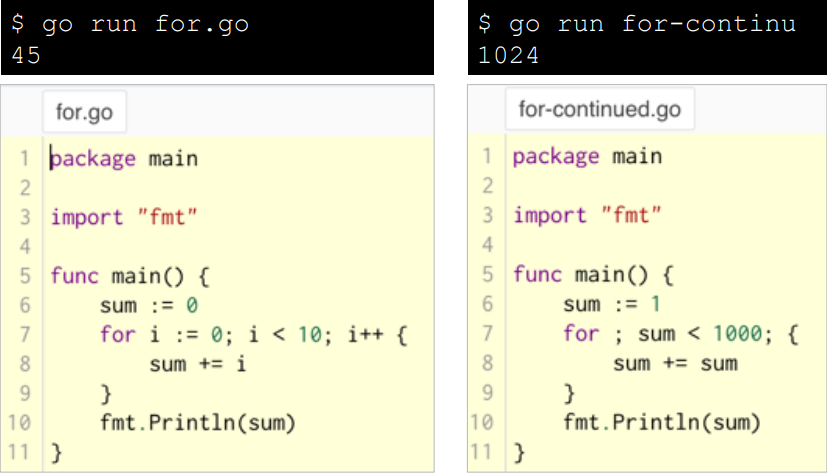 $ go run for.go
45
for.go
1 package main
2
3 import "fmt"
4
5 func main() {
6 sum := 0
7 for i := 0; i < 10; i++ {
8 sum += i
9 }
10 fmt.Println(sum)
11 }
$ go run for-continu
1024
for-continued.go
1 package main
2
3 import "fmt"
4
5 func main() {
6 sum := 1
7 for ; sum < 1000; {
8 sum += sum
9 }
10 fmt.Println(sum)
11 }